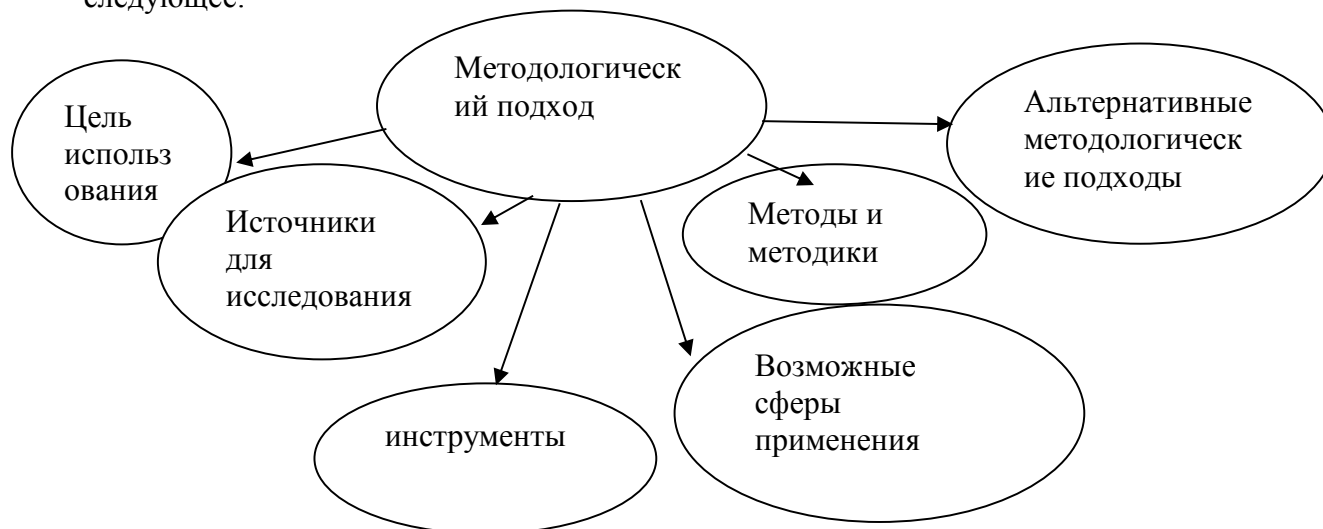 следующее:
Методологическ
ий подход
Цель
использ
ования
Альтернативные
методологическ
ие подходы
Источники
для
исследования
Методы и
методики
инструменты
Возможные
сферы
применения